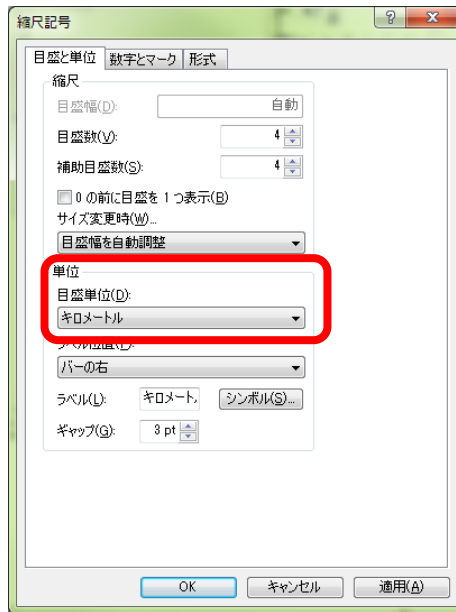 縮尺記号
目盛と単位 数字とマーク 形式
縮尺
目盛幅(D): 自動
目盛数(V): 4
補助目盛数(S): 4
0 の前に目盛を 1 つ表示(B)
サイズ変更時(W)...
目盛幅を自動調整
単位
目盛単位(D):
キロメートル
バーの右
ラベル(L): キロメート シンボル(S)...
ギャップ(G): 3 pt
OK キャンセル 適用(A)